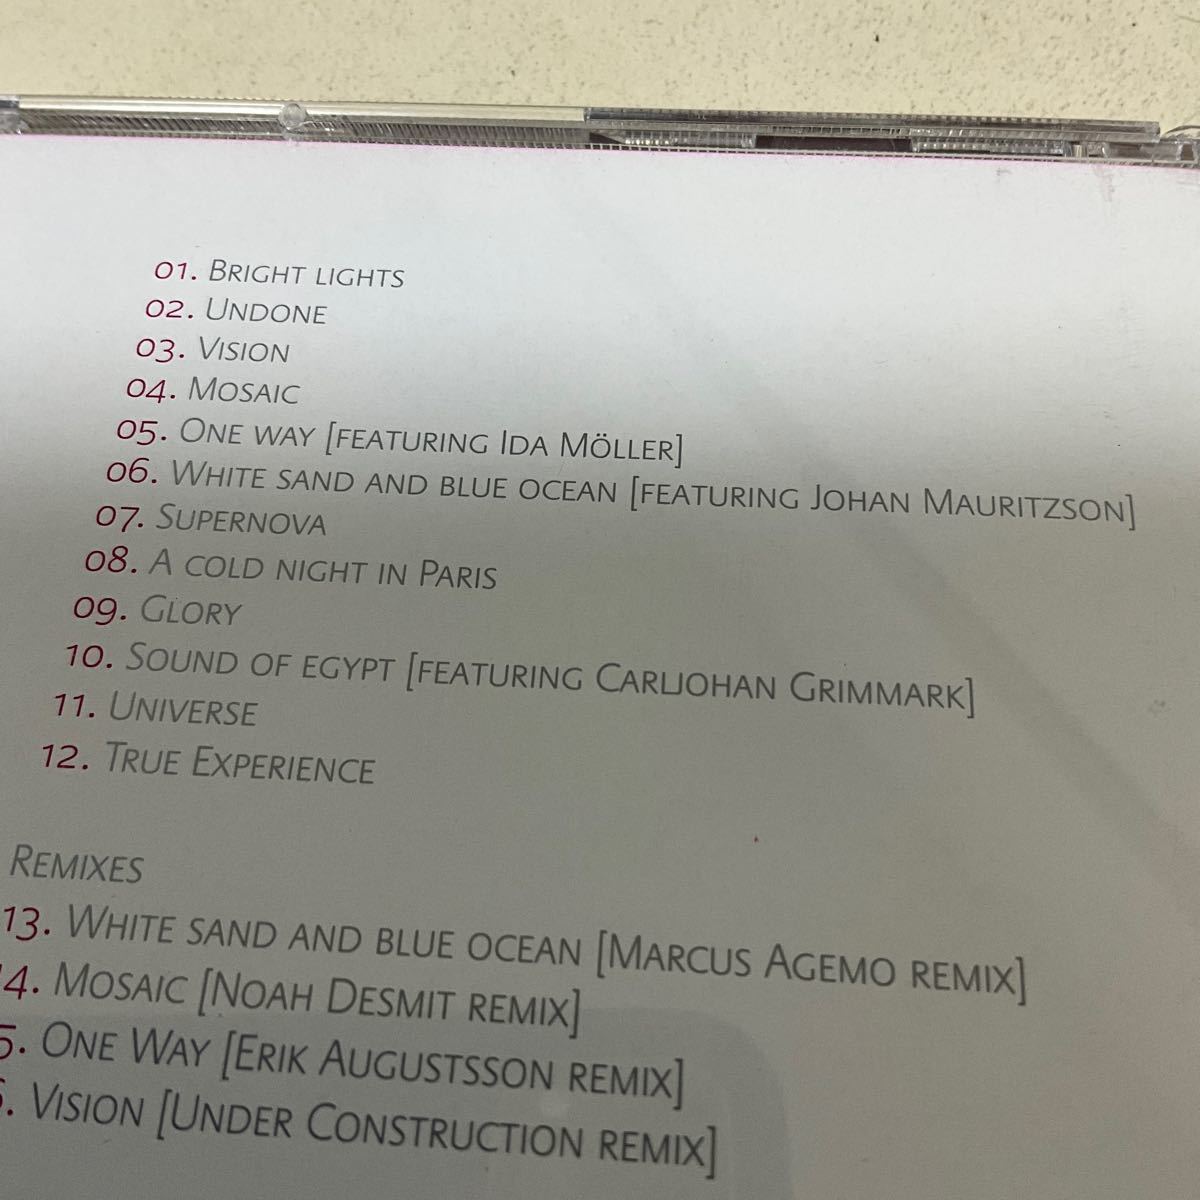 01. Bright lights
02. Undone
03. Vision
04. Mosaic
05. One way [featuring Ida Möller]
06. White sand and blue ocean [featuring Johan Mauritzson]
07. Supernova
08. A cold night in Paris
09. Glory
10. Sound of egypt [featuring CarlJohan Grimmark]
11. Universe
12. True Experience
Remixes
13. White sand and blue ocean [Marcus Agemo remix]
4. Mosaic [Noah Desmit remix]
5. One Way [Erik Augustsson remix]
. Vision [Under Construction remix]